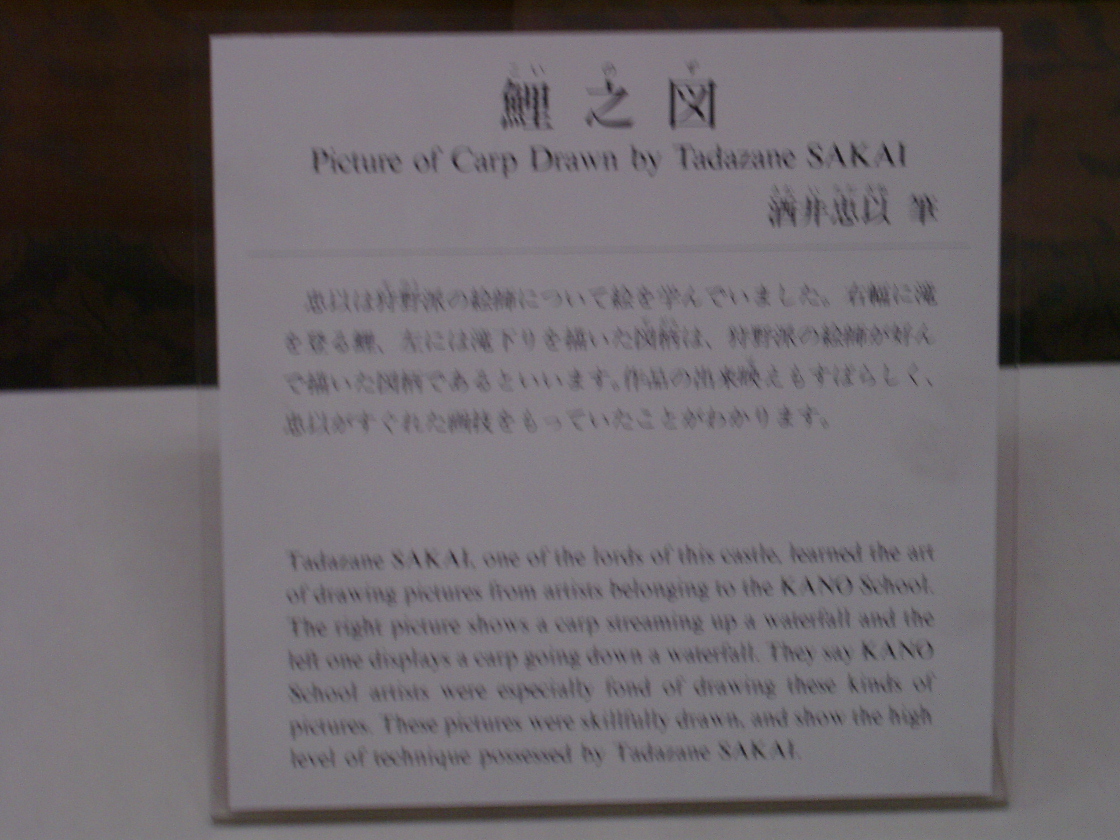 こい の ず
鯉之図
Picture of Carp Drawn by Tadazane SAKAI
酒井忠以 筆
忠以は狩野派の絵師について絵を学んでいました。右幅に滝
を登る鯉、左には滝下りを描いた図柄は、狩野派の絵師が好ん
で描いた図柄であるといいます。作品の出来映えもすばらしく、
忠以がすぐれた画技をもっていたことがわかります。
Tadazane SAKAI, one of the lords of this castle, learned the art
of drawing pictures from artists belonging to the KANO School.
The right picture shows a carp streaming up a waterfall and the
left one displays a carp going down a waterfall. They say KANO
School artists were especially fond of drawing these kinds of
pictures. These pictures were skillfully drawn, and show the high
level of technique possessed by Tadazane SAKAI.